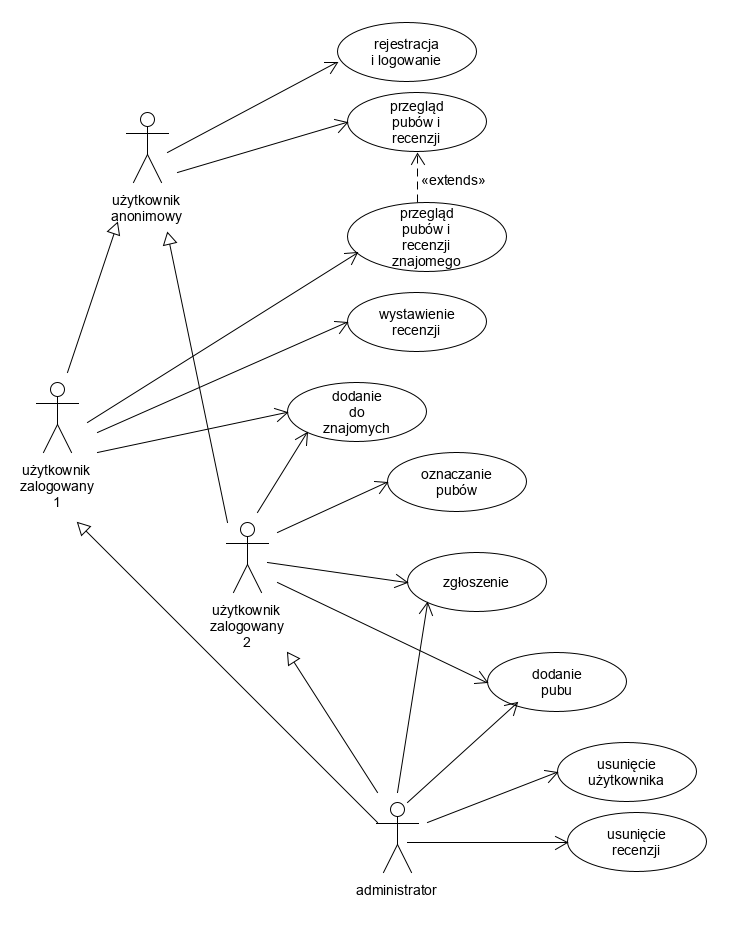 rejestracja
i logowanie
przegląd
pubów i
recenzji
użytkownik
anonimowy
«extends»
przegląd
pubów i
recenzji
znajomego
wystawienie
recenzji
dodanie
do
znajomych
użytkownik
zalogowany
1
oznaczanie
pubów
zgłoszenie
użytkownik
zalogowany
2
dodanie
pubu
usunięcie
użytkownika
usunięcie
recenzji
administrator